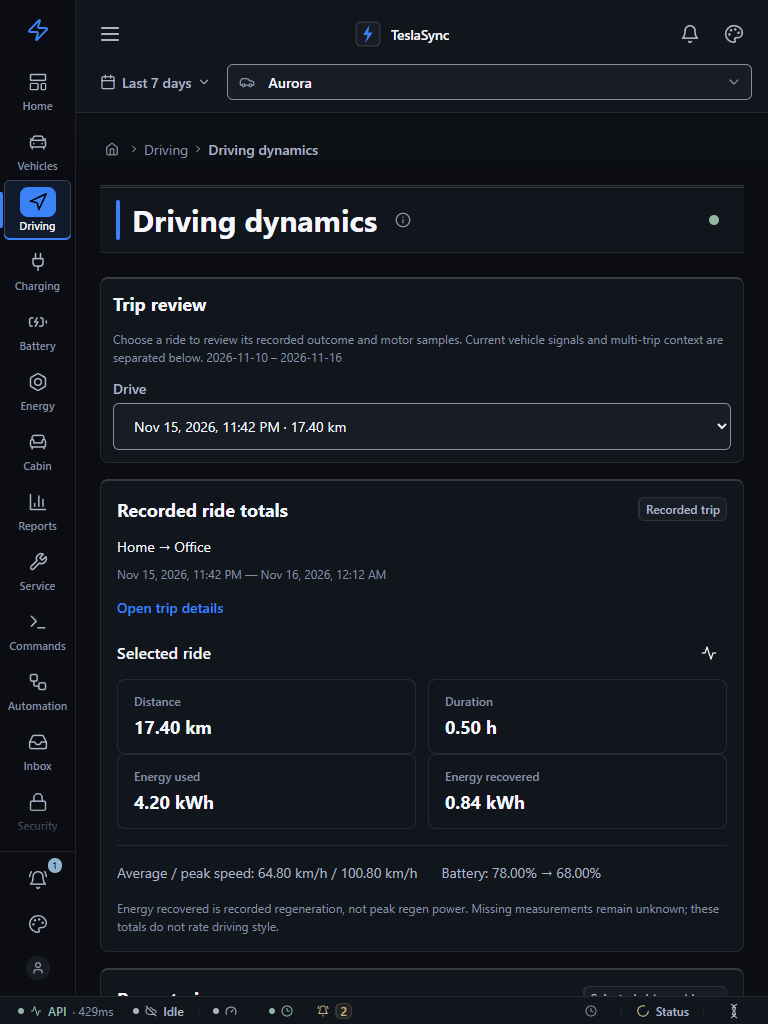 TeslaSync
Last 7 days
Aurora
Home
Vehicles
Driving
Charging
Battery
Energy
Cabin
Reports
Service
Commands
Automation
Inbox
Security
1
Driving
Driving dynamics
Driving dynamics
Trip review
Choose a ride to review its recorded outcome and motor samples. Current vehicle signals and multi-trip context are
separated below. 2026-11-10 – 2026-11-16
Drive
Nov 15, 2026, 11:42 PM · 17.40 km
Recorded ride totals
Recorded trip
Home → Office
Nov 15, 2026, 11:42 PM — Nov 16, 2026, 12:12 AM
Open trip details
Selected ride
Distance
17.40 km
Duration
0.50 h
Energy used
4.20 kWh
Energy recovered
0.84 kWh
Average / peak speed: 64.80 km/h / 100.80 km/h
Battery: 78.00% → 68.00%
Energy recovered is recorded regeneration, not peak regen power. Missing measurements remain unknown; these
totals do not rate driving style.
API · 429ms
Idle
2
Status